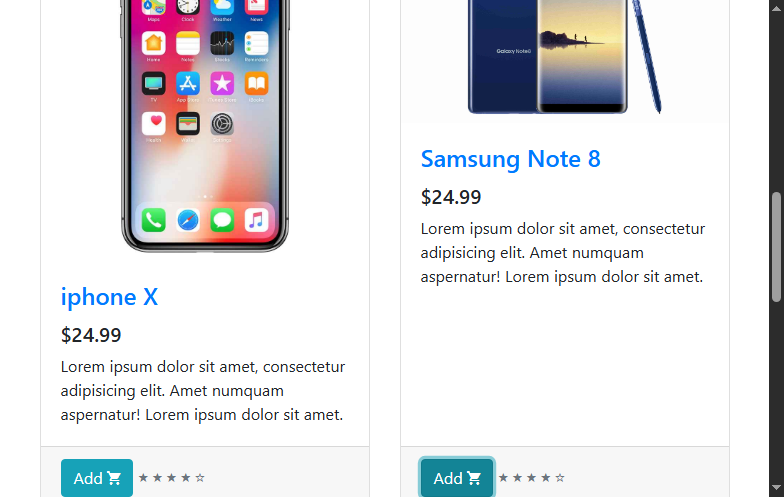 Maps Clock Weather News
Home Notes Stocks Reminders
TV App Store iTunes Store iBooks
Health Wallet Settings
iphone X
$24.99
Lorem ipsum dolor sit amet, consectetur
adipisicing elit. Amet numquam
aspernatur! Lorem ipsum dolor sit amet.
Add
★ ★ ★ ★ ☆
Galaxy Note8
Samsung Note 8
$24.99
Lorem ipsum dolor sit amet, consectetur
adipisicing elit. Amet numquam
aspernatur! Lorem ipsum dolor sit amet.
Add
★ ★ ★ ★ ☆